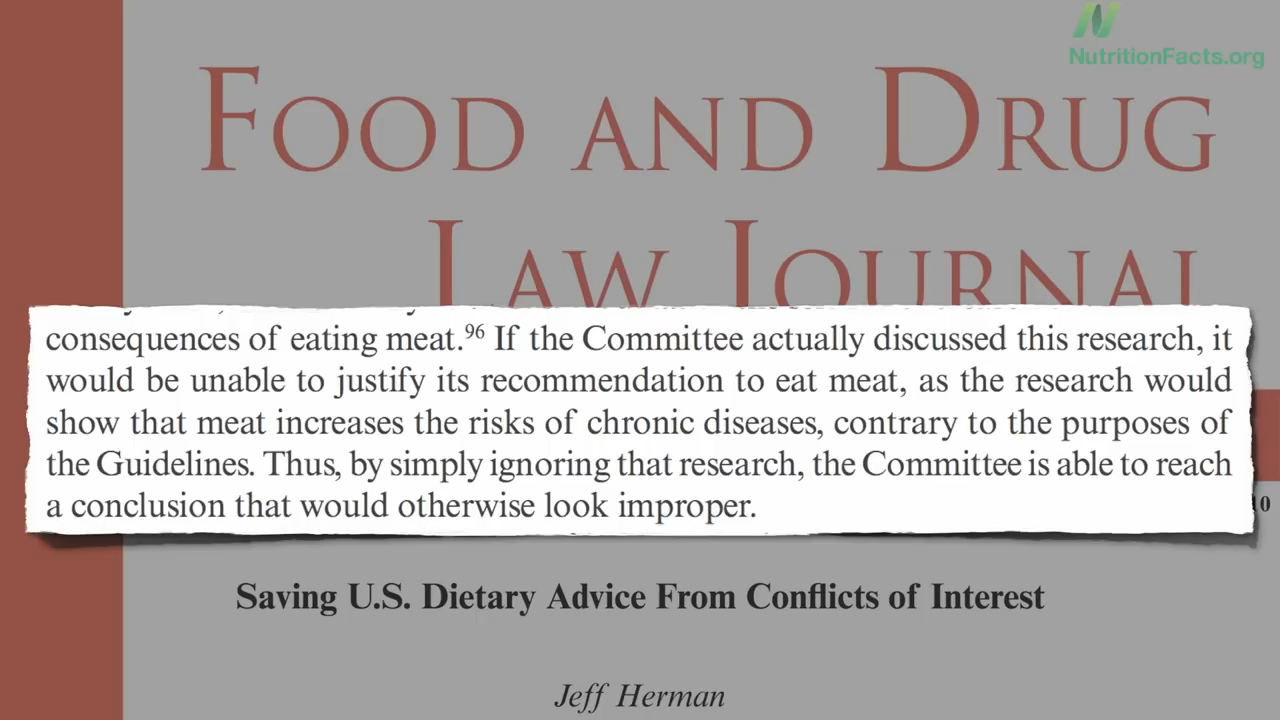 NutritionFacts.org
FOOD AND DRUG
LAW JOURNAL
consequences of eating meat.96 If the Committee actually discussed this research, it
would be unable to justify its recommendation to eat meat, as the research would
show that meat increases the risks of chronic diseases, contrary to the purposes of
the Guidelines. Thus, by simply ignoring that research, the Committee is able to reach
a conclusion that would otherwise look improper.
10
Saving U.S. Dietary Advice From Conflicts of Interest
Jeff Herman